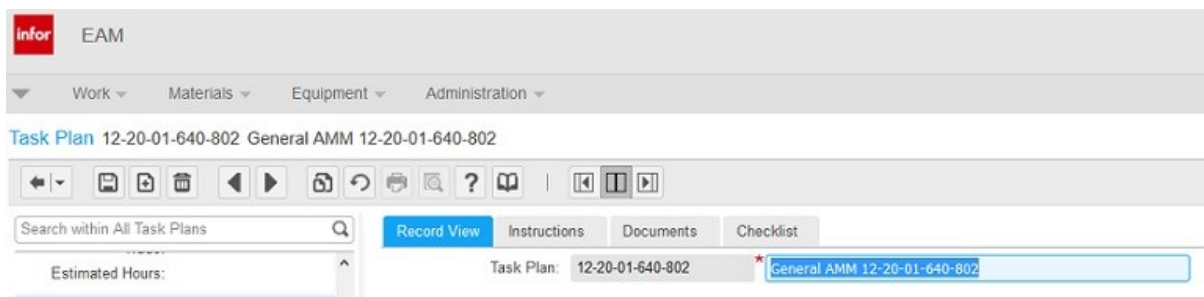 infor EAM
Work Materials Equipment Administration
Task Plan 12-20-01-640-802 General AMM 12-20-01-640-802
Search within All Task Plans
Record View Instructions Documents Checklist
Estimated Hours:
Task Plan: 12-20-01-640-802 * General AMM 12-20-01-640-802